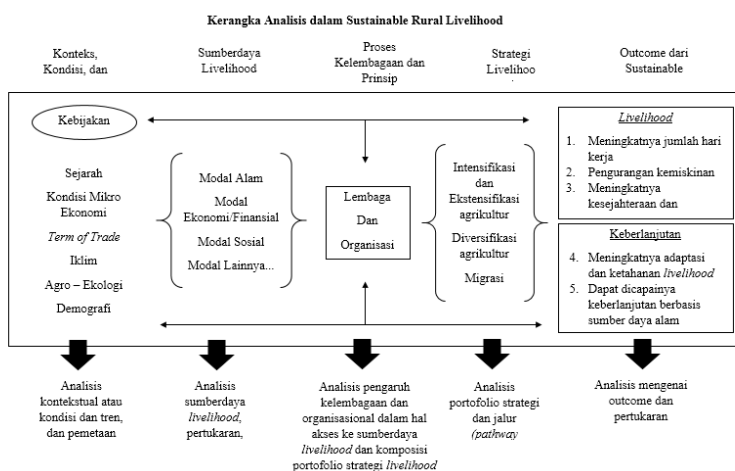 Kerangka Analisis dalam Sustainable Rural Livelihood
Konteks,
Kondisi, dan
Sumberdaya
Livelihood
Proses
Kelembagaan dan
Prinsip
Strategi
Livelihoo
Outcome dari
Sustainable
Kebijakan
Sejarah
Kondisi Mikro
Ekonomi
Term of Trade
Iklim
Agro – Ekologi
Demografi
Modal Alam
Modal
Ekonomi/Finansial
Modal Sosial
Modal Lainnya...
Lembaga
Dan
Organisasi
Intensifikasi
dan
Ekstensifikasi
agrikultur
Diversifikasi
agrikultur
Migrasi
Livelihood
1. Meningkatnya jumlah hari
kerja
2. Pengurangan kemiskinan
3. Meningkatnya
kesejahteraan dan
Keberlanjutan
4. Meningkatnya adaptasi
dan ketahanan livelihood
5. Dapat dicapainya
keberlanjutan berbasis
sumber daya alam
Analisis
kontekstual atau
kondisi dan tren,
dan pemetaan
Analisis
sumberdaya
livelihood,
pertukaran,
Analisis pengaruh
kelembagaan dan
organisasional dalam hal
akses ke sumberdaya
livelihood dan komposisi
portofolio strategi livelihood
Analisis
portofolio strategi
dan jalur
(pathway
Analisis mengenai
outcome dan
pertukaran